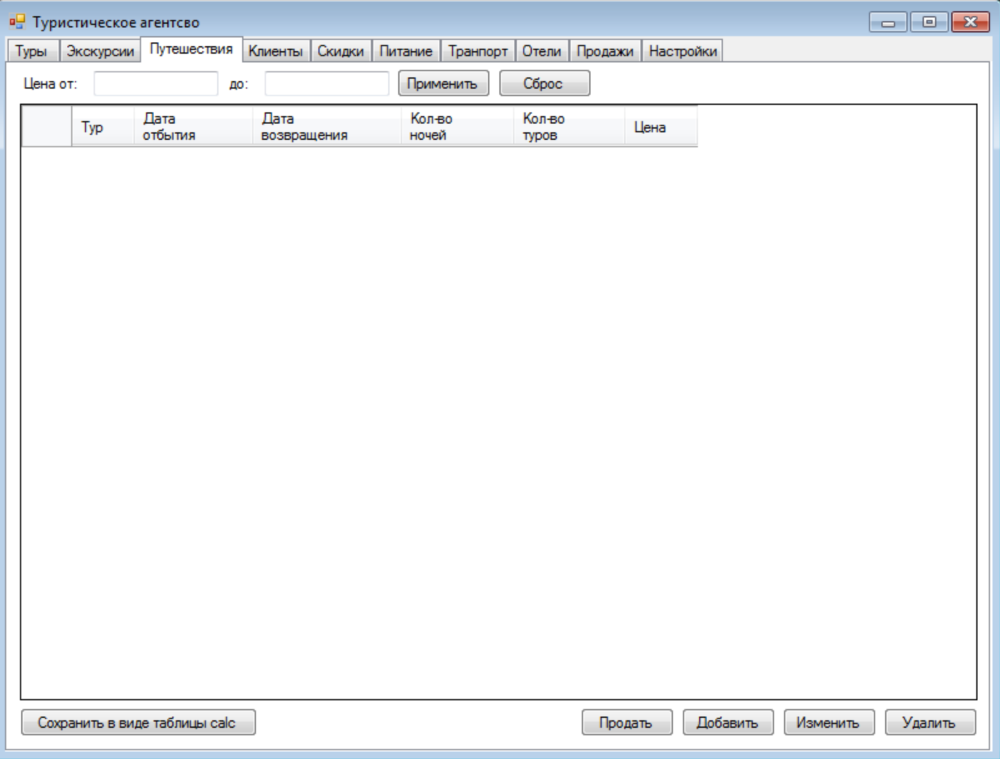 Туристическое агентсво
Туры Экскурсии Путешествия Клиенты Скидки Питание Транпорт Отели Продажи Настройки
Цена от: до: Применить Сброс
Тур Дата отбытия Дата возвращения Кол-во ночей Кол-во туров Цена
Сохранить в виде таблицы calc Продать Добавить Изменить Удалить